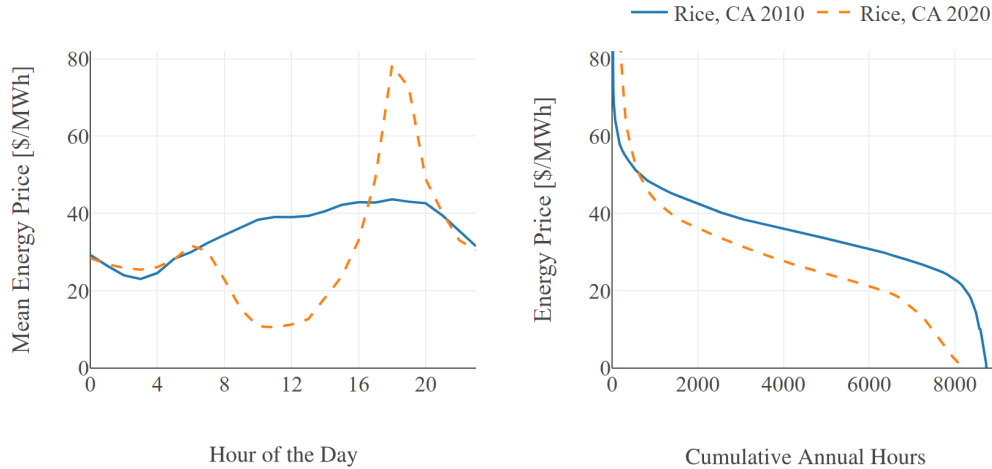 Rice, CA 2010 Rice, CA 2020
Mean Energy Price [$/MWh]
80
60
40
20
0
0 4 8 12 16 20
Hour of the Day
Energy Price [$/MWh]
80
60
40
20
0
0 2000 4000 6000 8000
Cumulative Annual Hours